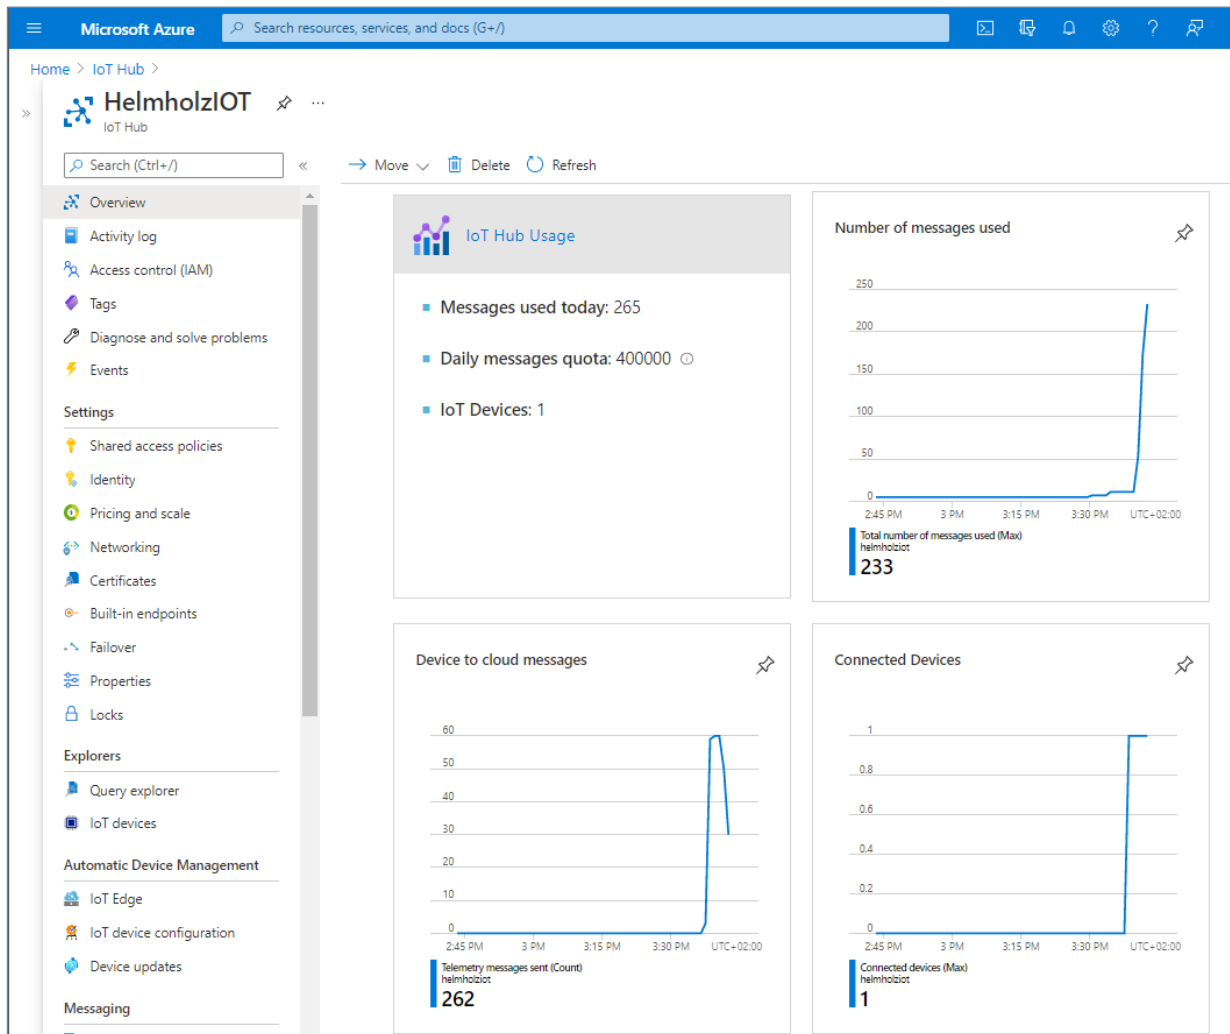 Microsoft Azure
Search resources, services, and docs (G+/)
Home > IoT Hub >
HelmholzIOT
IoT Hub
Search (Ctrl+/)
Overview
Activity log
Access control (IAM)
Tags
Diagnose and solve problems
Events
Settings
Shared access policies
Identity
Pricing and scale
Networking
Certificates
Built-in endpoints
Failover
Properties
Locks
Explorers
Query explorer
IoT devices
Automatic Device Management
IoT Edge
IoT device configuration
Device updates
Messaging
Move
Delete
Refresh
IoT Hub Usage
Messages used today: 265
Daily messages quota: 400000
IoT Devices: 1
Number of messages used
250
200
150
100
50
0
2:45 PM 3 PM 3:15 PM 3:30 PM UTC+02:00
Total number of messages used (Max)
helmholziot
233
Device to cloud messages
60
50
40
30
20
10
0
2:45 PM 3 PM 3:15 PM 3:30 PM UTC+02:00
Telemetry messages sent (Count)
helmholziot
262
Connected Devices
1
0.8
0.6
0.4
0.2
0
2:45 PM 3 PM 3:15 PM 3:30 PM UTC+02:00
Connected devices (Max)
helmholziot
1